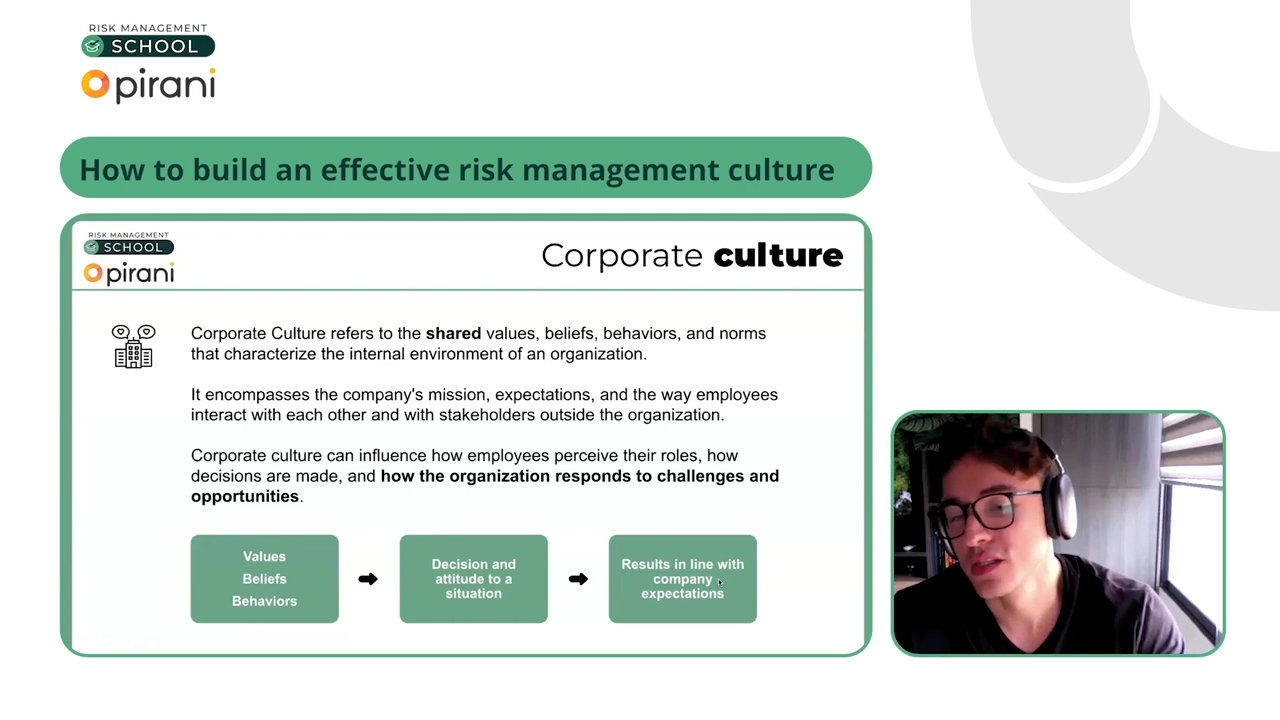 RISK MANAGEMENT
SCHOOL
pirani
How to build an effective risk management culture
RISK MANAGEMENT
SCHOOL
pirani
Corporate culture
Corporate Culture refers to the shared values, beliefs, behaviors, and norms
that characterize the internal environment of an organization.
It encompasses the company's mission, expectations, and the way employees
interact with each other and with stakeholders outside the organization.
Corporate culture can influence how employees perceive their roles, how
decisions are made, and how the organization responds to challenges and
opportunities.
Values
Beliefs
Behaviors
Decision and
attitude to a
situation
Results in line with
company
expectations